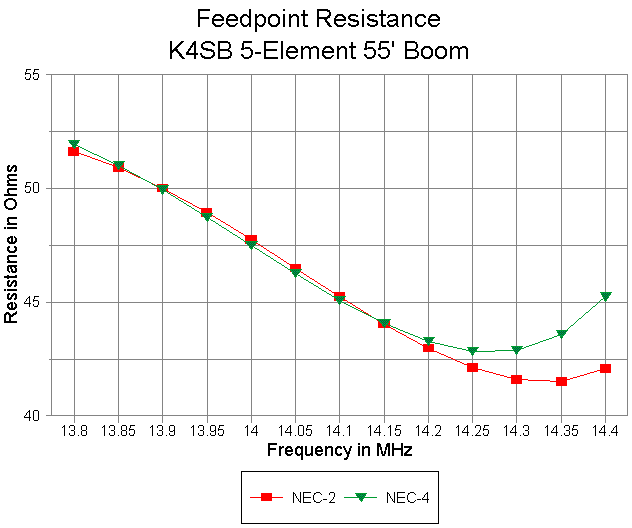 Feedpoint Resistance
K4SB 5-Element 55' Boom
55
50
45
40
Resistance in Ohms
13.8 13.85 13.9 13.95 14 14.05 14.1 14.15 14.2 14.25 14.3 14.35 14.4
Frequency in MHz
NEC-2 NEC-4